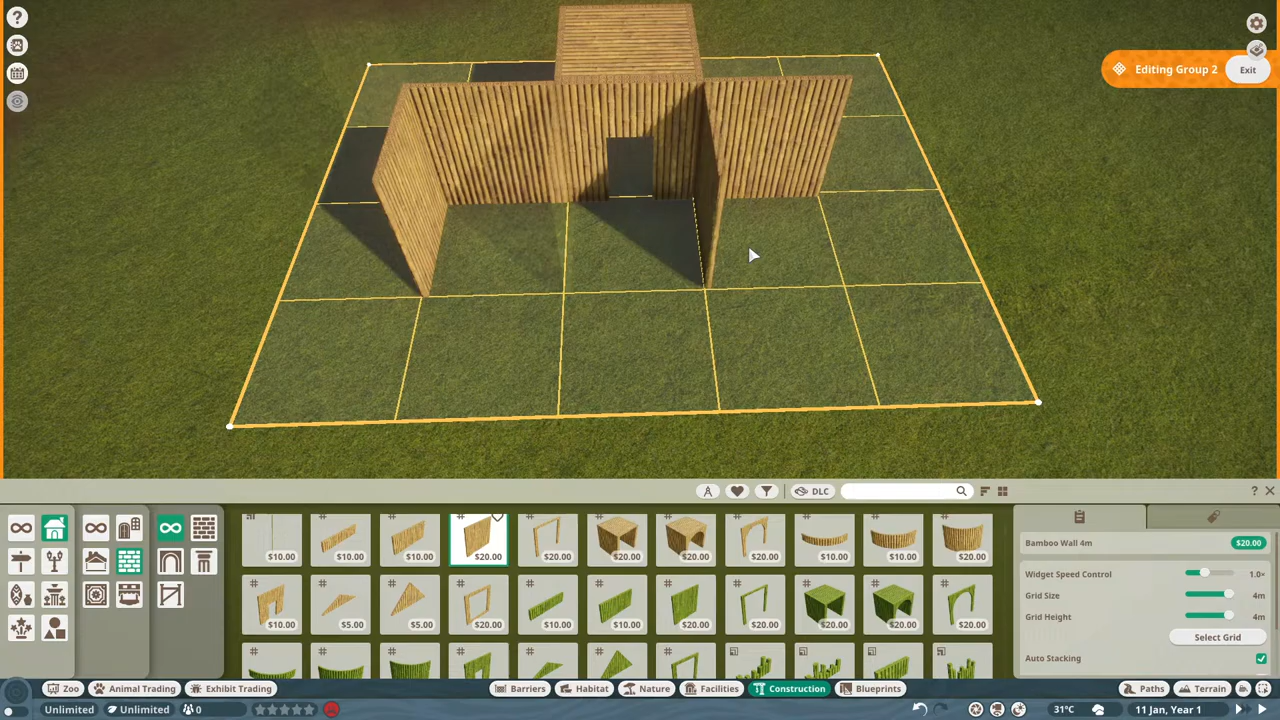 ?
Editing Group 2 Exit
DLC
? ×
$10.00 $10.00 $10.00 $20.00 $20.00 $20.00 $20.00 $20.00 $10.00 $10.00 $20.00
$10.00 $5.00 $5.00 $20.00 $10.00 $10.00 $20.00 $20.00 $20.00 $20.00 $20.00
Bamboo Wall 4m $20.00
Widget Speed Control 1.0×
Grid Size 4m
Grid Height 4m
Select Grid
Auto Stacking
Zoo Animal Trading Exhibit Trading Barriers Habitat Nature Facilities Construction Blueprints Paths Terrain
Unlimited Unlimited 0 31°C 11 Jan, Year 1